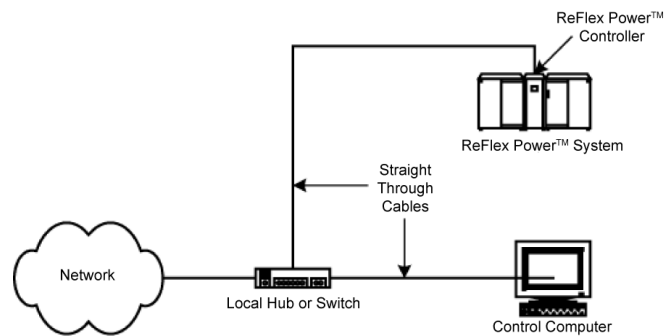 ReFlex Power™
Controller
ReFlex Power™ System
Straight
Through
Cables
Network
Local Hub or Switch
Control Computer